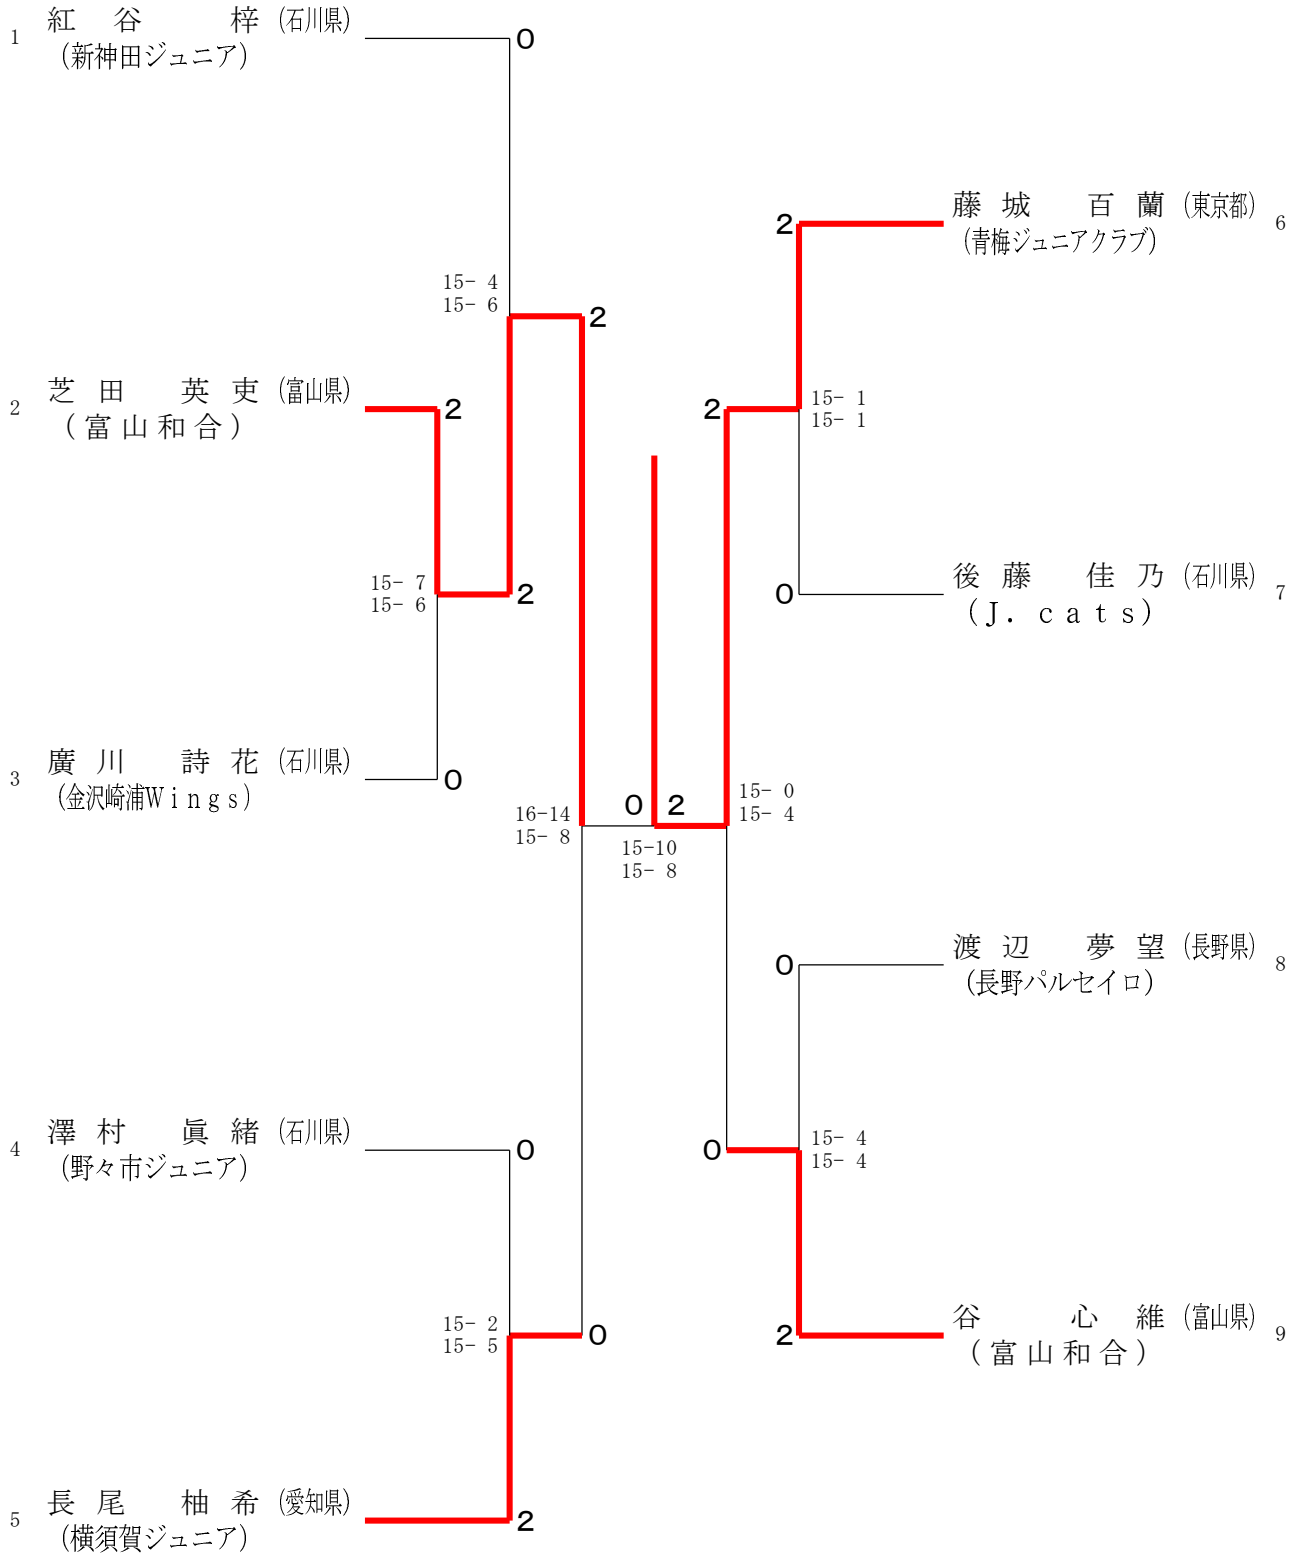 1 紅谷 梓 (石川県)
(新神田ジュニア)
0
15- 4
15- 6
2
2 芝田 英吏 (富山県)
(富山和合)
2
15- 7
15- 6
2
3 廣川 詩花 (石川県)
(金沢崎浦Wings)
0
16-14
15- 8
4 澤村 眞緒 (石川県)
(野々市ジュニア)
0
15- 2
15- 5
0
5 長尾 柚希 (愛知県)
(横須賀ジュニア)
2
0 2
15-10
15- 8
2
藤城 百蘭 (東京都) 6
(青梅ジュニアクラブ)
2
15- 1
15- 1
0
後藤 佳乃 (石川県) 7
(J. cats)
15- 0
15- 4
0
渡辺 夢望 (長野県) 8
(長野パルセイロ)
0
15- 4
15- 4
2
谷 心維 (富山県) 9
(富山和合)